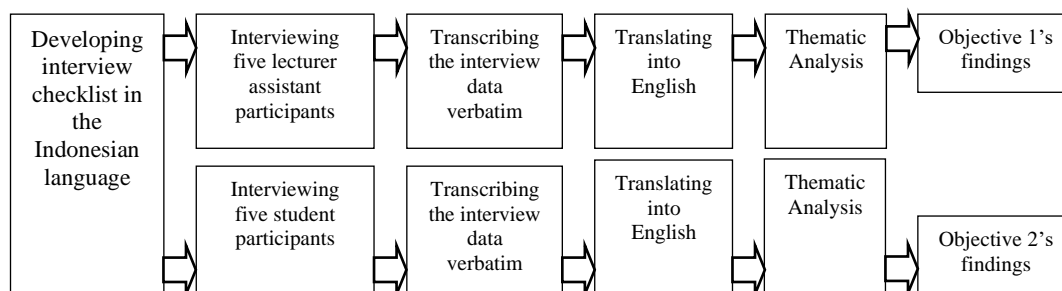 Developing
interview
checklist in
the
Indonesian
language
Interviewing
five lecturer
assistant
participants
Transcribing
the interview
data
verbatim
Translating
into
English
Thematic
Analysis
Objective 1's
findings
Interviewing
five student
participants
Transcribing
the interview
data
verbatim
Translating
into
English
Thematic
Analysis
Objective 2's
findings